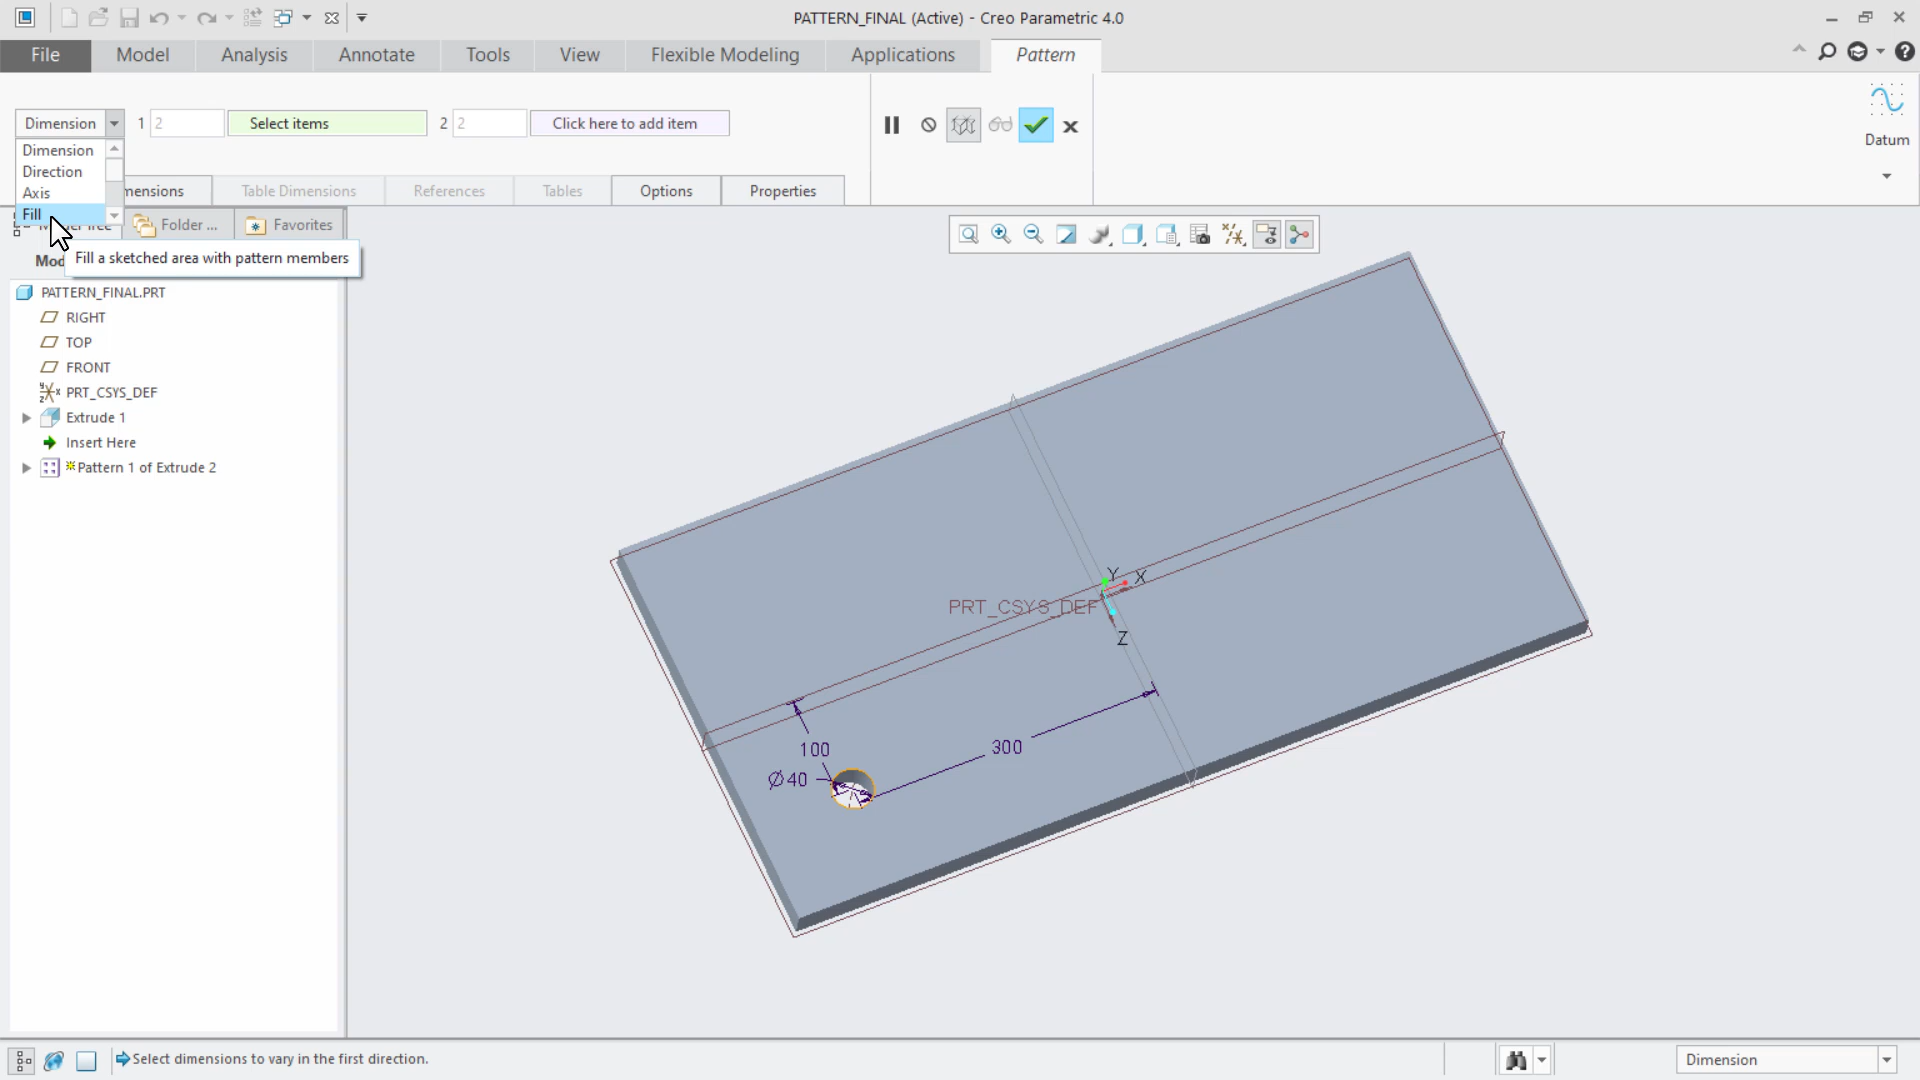 PATTERN_FINAL (Active) - Creo Parametric 4.0
File Model Analysis Annotate Tools View Flexible Modeling Applications Pattern
Dimension 1 2 Select items 2 2 Click here to add item
Datum
Dimension
Direction
Axis
Fill
mensions Table Dimensions References Tables Options Properties
Folder ... Favorites
Fill a sketched area with pattern members
PATTERN_FINAL.PRT
RIGHT
TOP
FRONT
PRT_CSYS_DEF
Extrude 1
Insert Here
Pattern 1 of Extrude 2
Y X
PRT_CSYS_DEF
Z
100
300
Ø40
Select dimensions to vary in the first direction.
Dimension